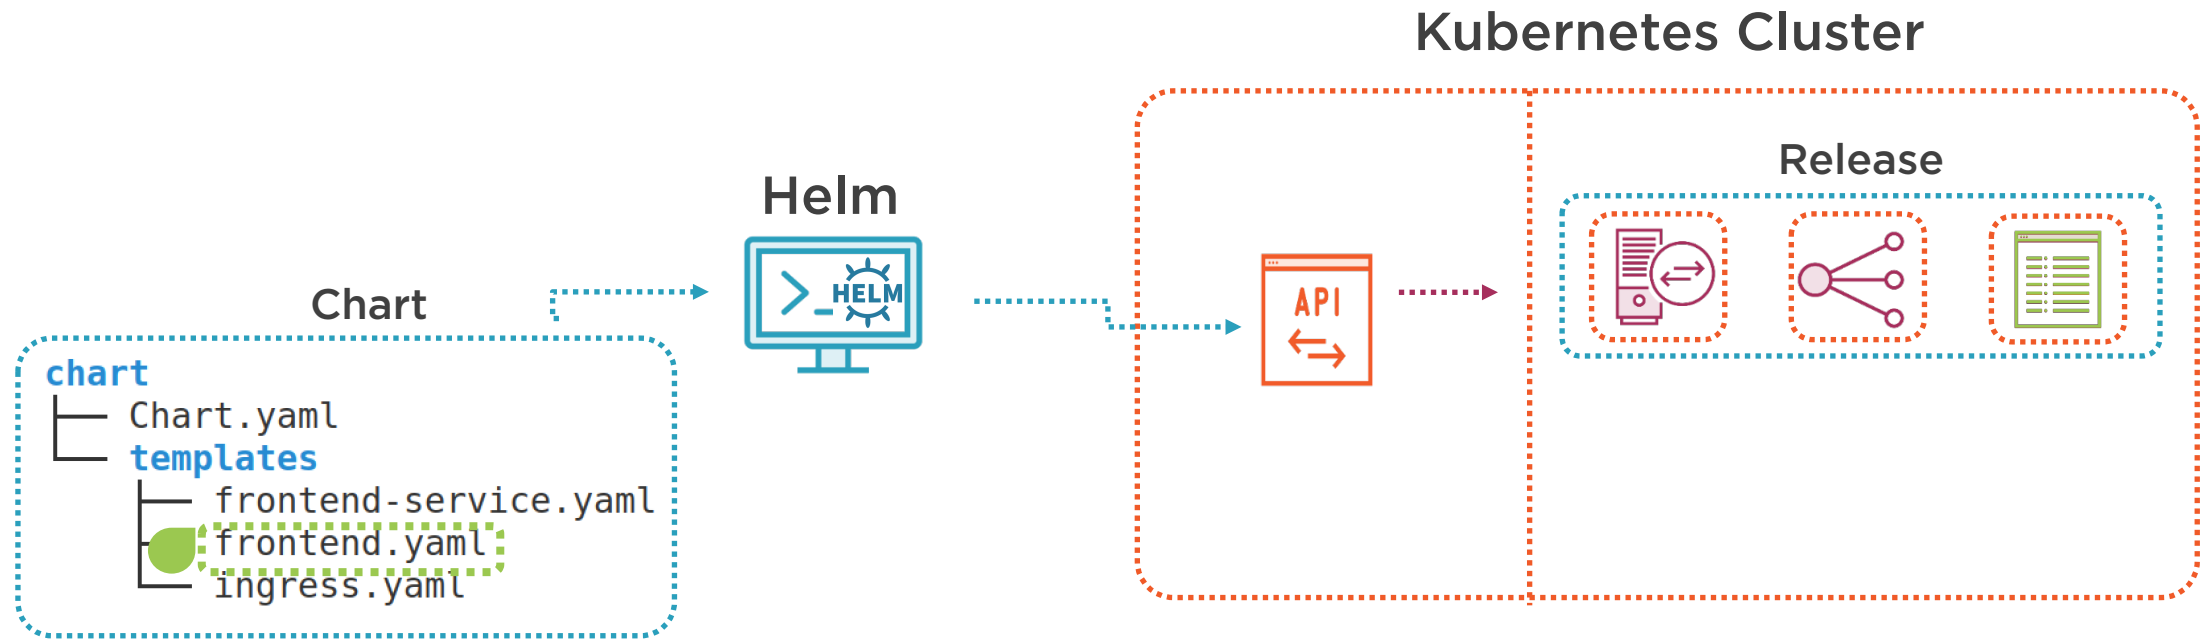 Kubernetes Cluster
Release
Helm
>_ HELM
API
Chart
chart
Chart.yaml
templates
frontend-service.yaml
frontend.yaml
ingress.yaml